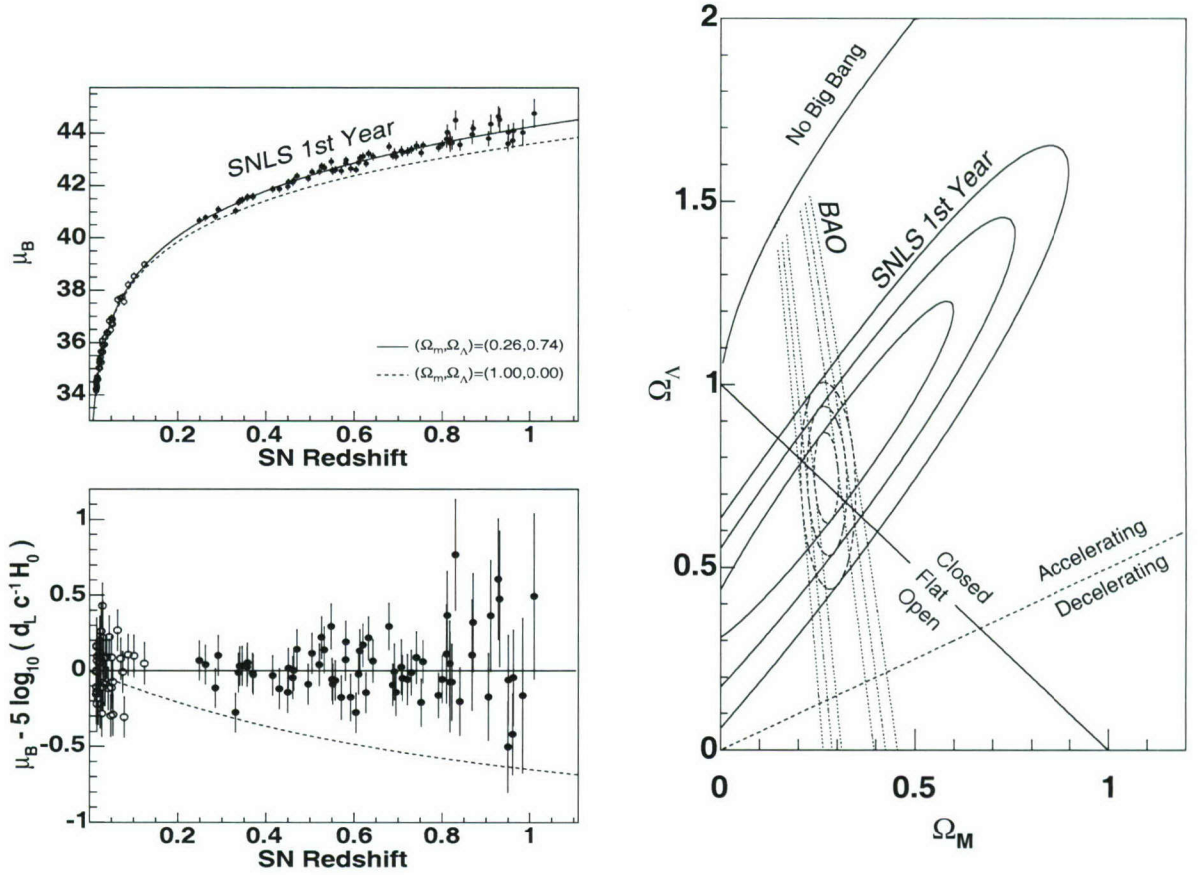 44
42
40
38
36
34
μB
SNLS 1st Year
(Ωm,ΩΛ)=(0.26,0.74)
(Ωm,ΩΛ)=(1.00,0.00)
0.2
0.4
0.6
0.8
1
SN Redshift
1
0.5
0
-0.5
-1
μB - 5 log10 ( dL c-1 H0 )
0.2
0.4
0.6
0.8
1
SN Redshift
2
1.5
1
0.5
0
ΩΛ
No Big Bang
BAO
SNLS 1st Year
Closed
Flat
Open
Accelerating
Decelerating
0
0.5
1
ΩM